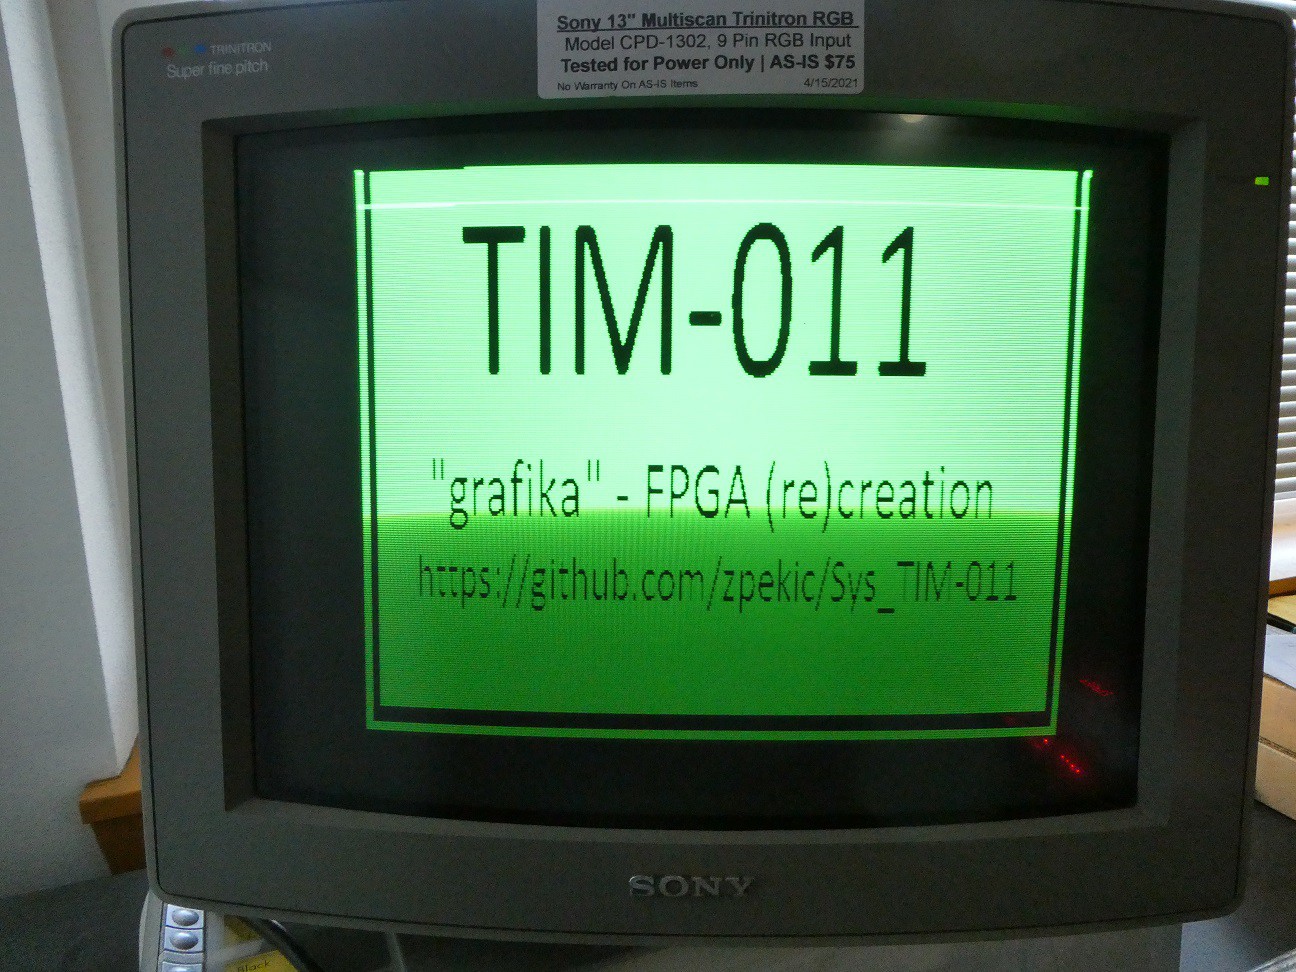 Sony 13" Multiscan Trinitron RGB
Model CPD-1302, 9 Pin RGB Input
Tested for Power Only | AS-IS $75
No Warranty On AS-IS Items 4/15/2021
TRINITRON
Super fine pitch
TIM-011
"grafika" - FPGA (re)creation
https://github.com/zpekic/Sys_TIM-011
SONY
Black